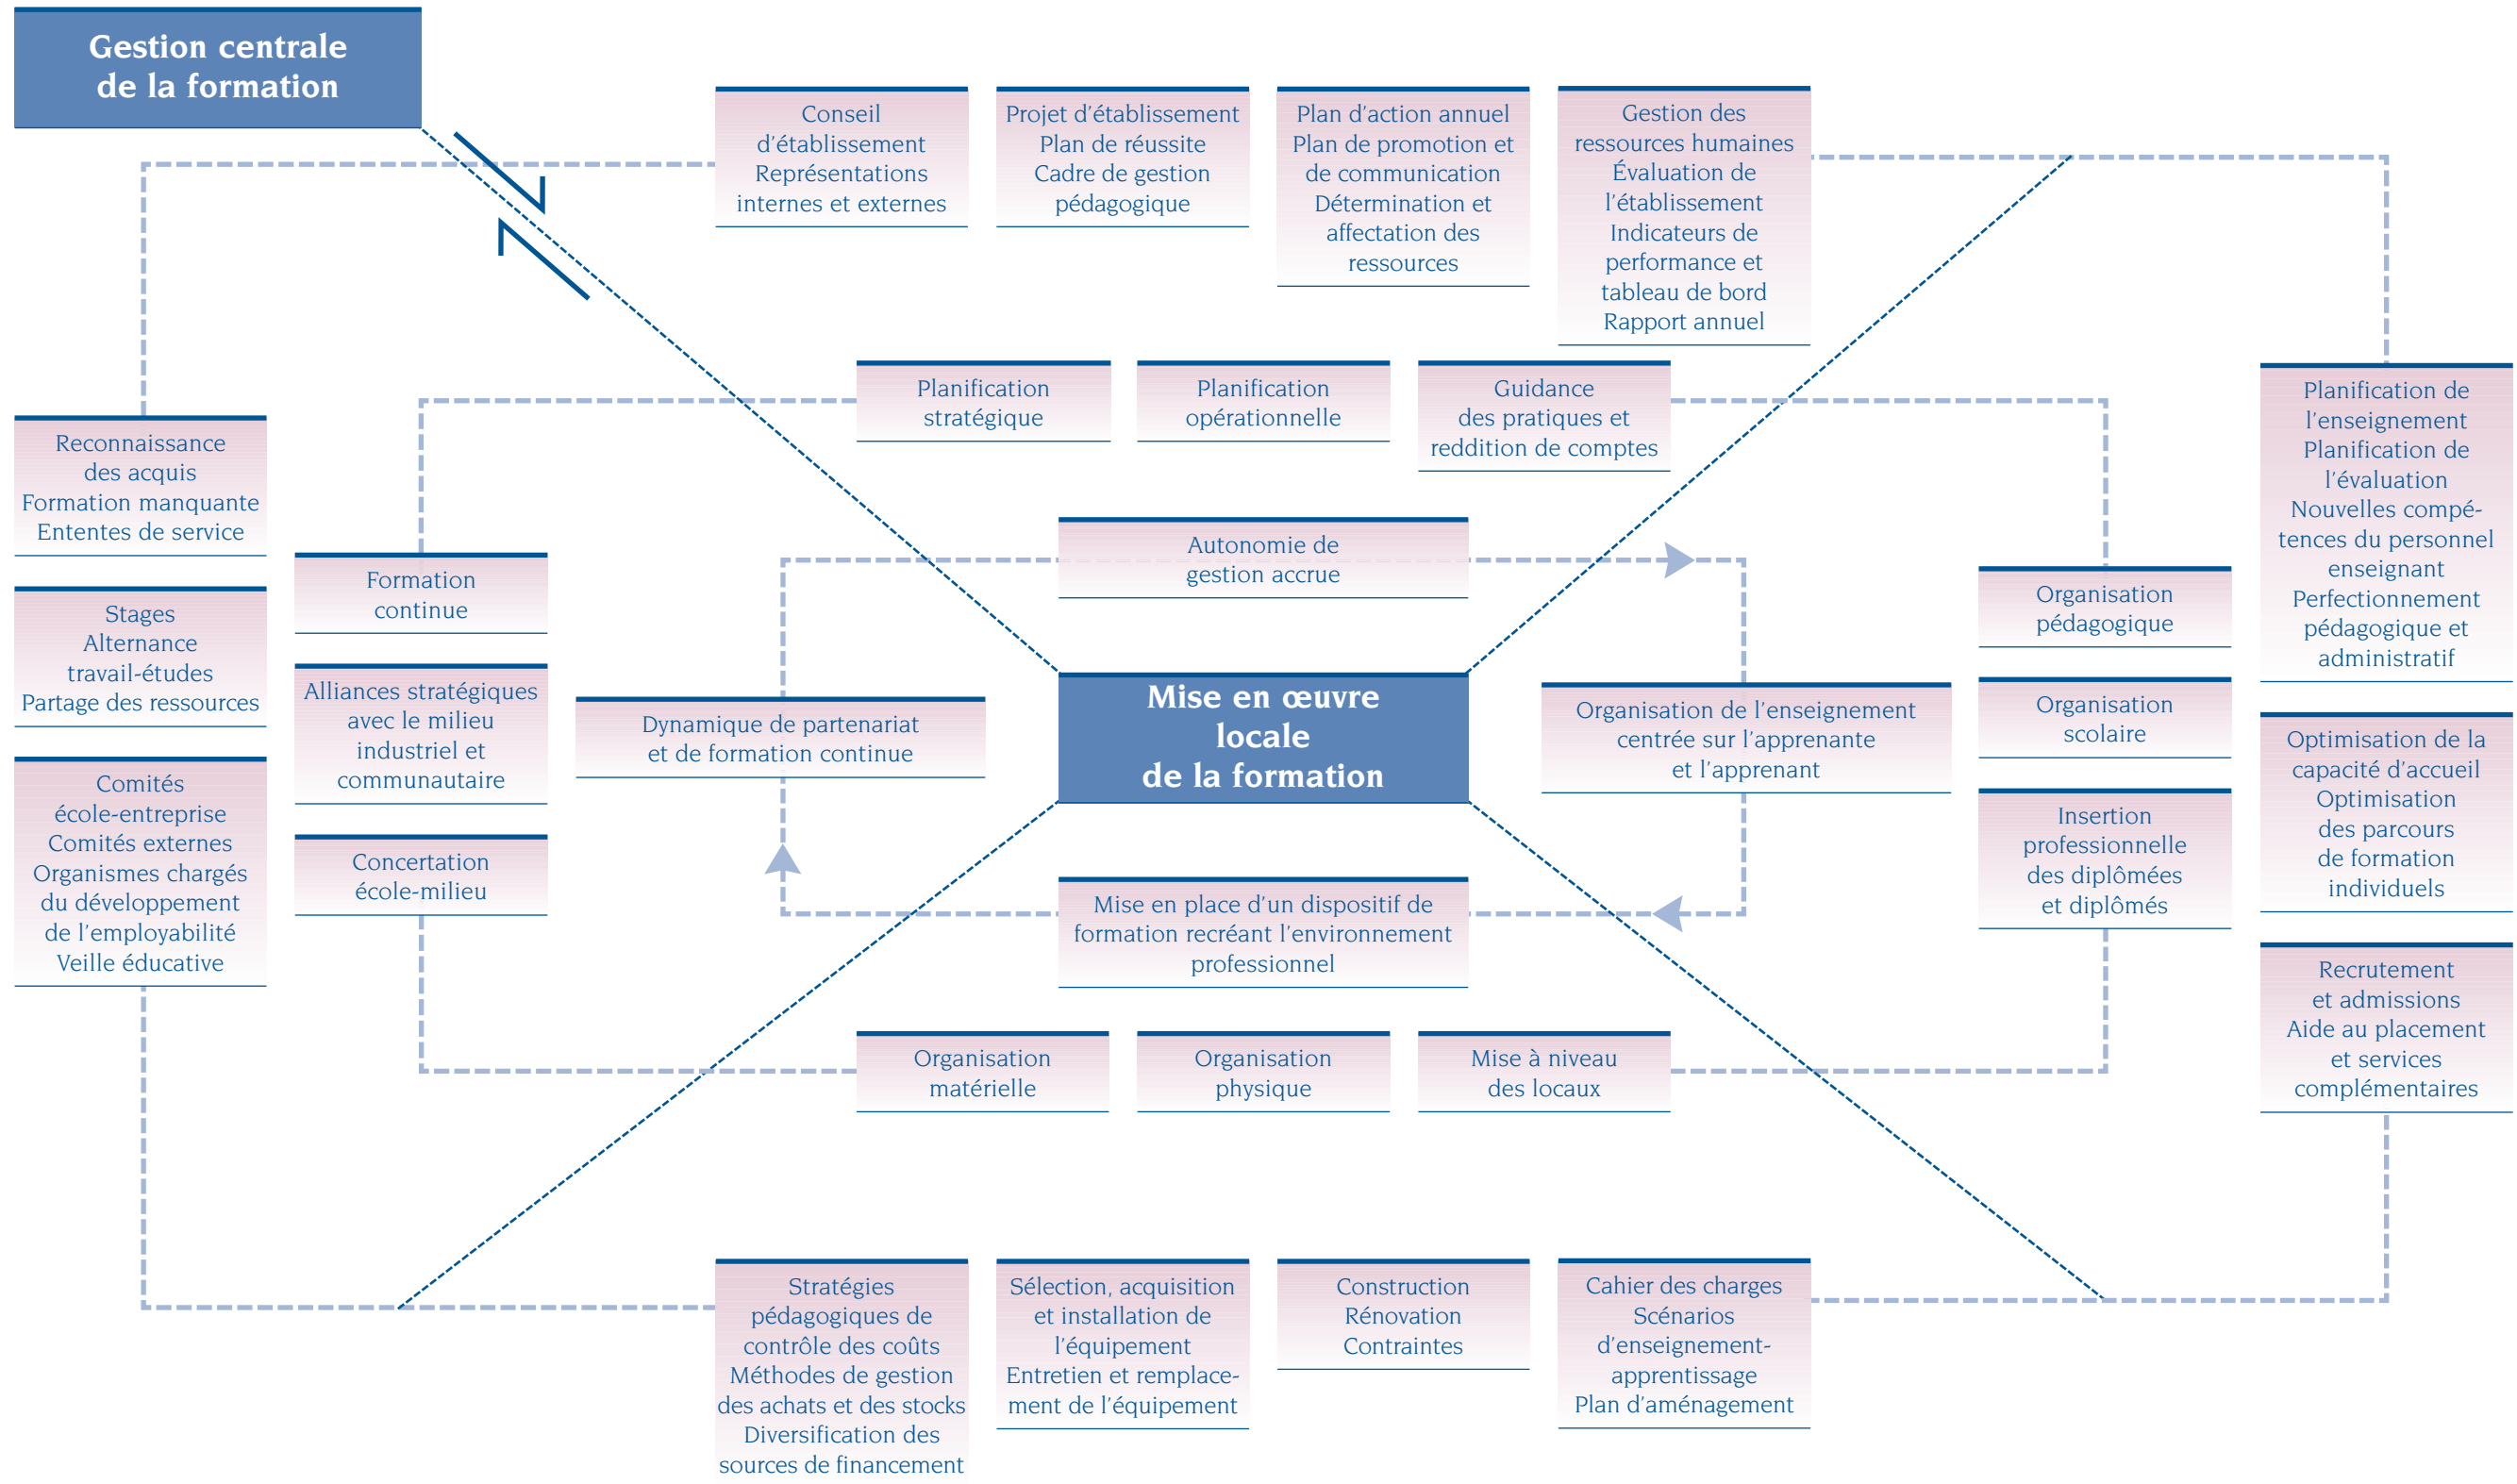 Gestion centrale
de la formation
Conseil
d'établissement
Représentations
internes et externes
Projet d'établissement
Plan de réussite
Cadre de gestion
pédagogique
Plan d'action annuel
Plan de promotion et
de communication
Détermination et
affectation des
ressources
Gestion des
ressources humaines
Évaluation de
l'établissement
Indicateurs de
performance et
tableau de bord
Rapport annuel
Planification
stratégique
Planification
opérationnelle
Guidance
des pratiques et
reddition de comptes
Autonomie de
gestion accrue
Reconnaissance
des acquis
Formation manquante
Ententes de service
Stages
Alternance
travail-études
Partage des ressources
Comités
école-entreprise
Comités externes
Organismes chargés
du développement
de l'employabilité
Veille éducative
Formation
continue
Alliances stratégiques
avec le milieu
industriel et
communautaire
Concertation
école-milieu
Dynamique de partenariat
et de formation continue
Mise en œuvre
locale
de la formation
Organisation de l'enseignement
centrée sur l'apprenante
et l'apprenant
Organisation
pédagogique
Organisation
scolaire
Insertion
professionnelle
des diplômées
et diplômés
Planification de
l'enseignement
Planification de
l'évaluation
Nouvelles compé-
tences du personnel
enseignant
Perfectionnement
pédagogique et
administratif
Optimisation de la
capacité d'accueil
Optimisation
des parcours
de formation
individuels
Recrutement
et admissions
Aide au placement
et services
complémentaires
Mise en place d'un dispositif de
formation recréant l'environnement
professionnel
Organisation
matérielle
Organisation
physique
Mise à niveau
des locaux
Stratégies
pédagogiques de
contrôle des coûts
Méthodes de gestion
des achats et des stocks
Diversification des
sources de financement
Sélection, acquisition
et installation de
l'équipement
Entretien et remplace-
ment de l'équipement
Construction
Rénovation
Contraintes
Cahier des charges
Scénarios
d'enseignement-
apprentissage
Plan d'aménagement